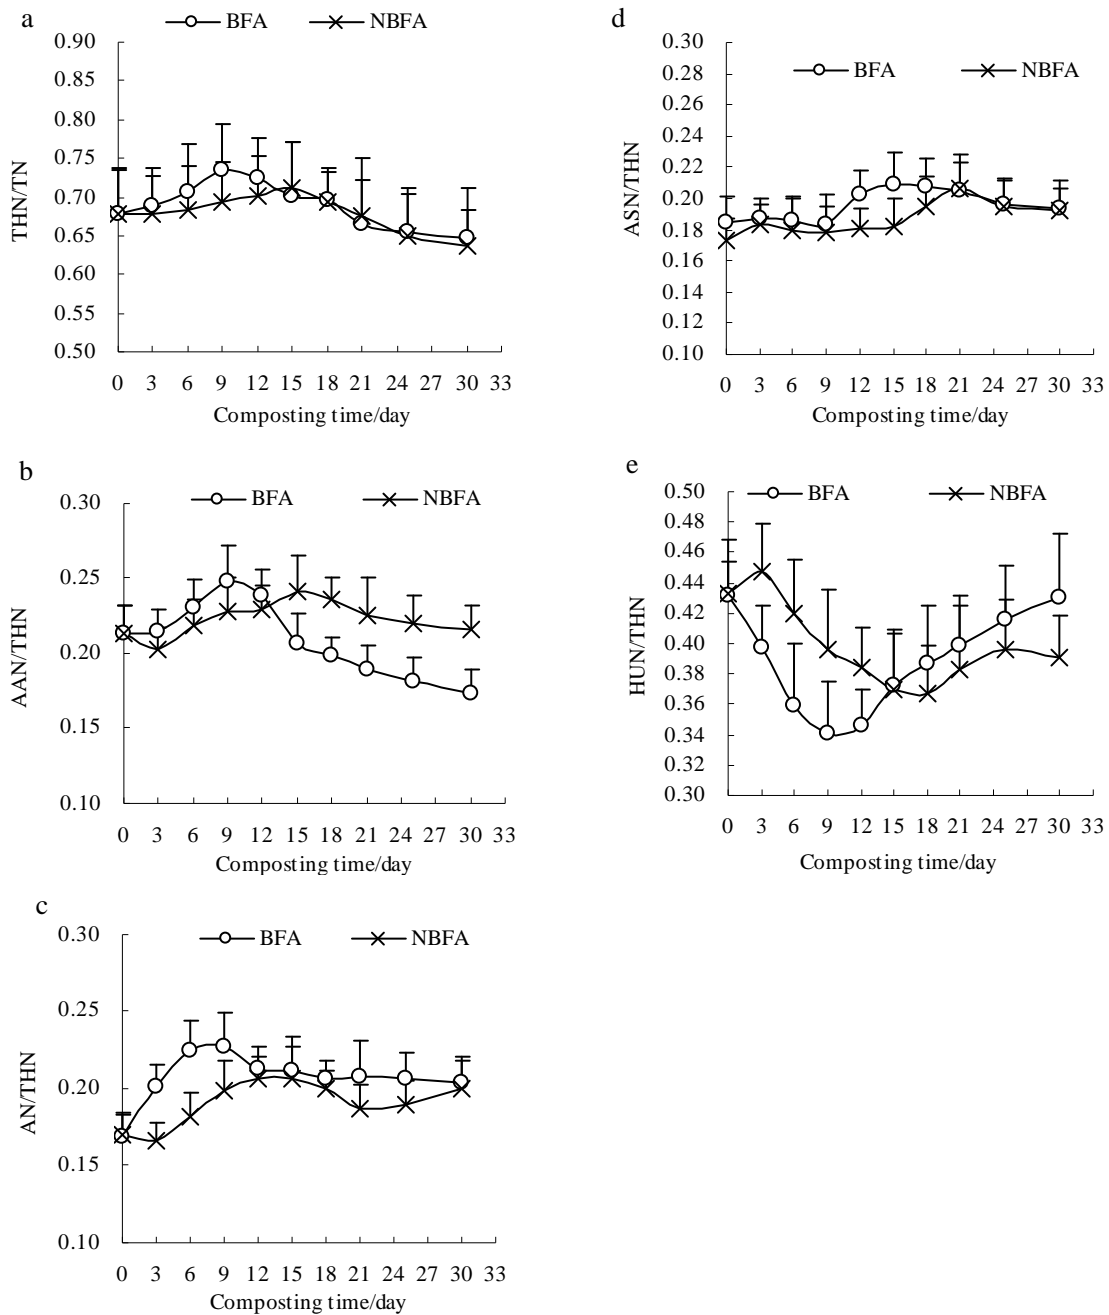 a
BFA NBFA
0.90
0.85
0.80
0.75
0.70
0.65
0.60
0.55
0.50
THN/TN
0 3 6 9 12 15 18 21 24 27 30 33
Composting time/day
d
BFA NBFA
0.30
0.28
0.26
0.24
0.22
0.20
0.18
0.16
0.14
0.12
0.10
ASN/THN
0 3 6 9 12 15 18 21 24 27 30 33
Composting time/day
b
BFA NBFA
0.30
0.25
0.20
0.15
0.10
AAN/THN
0 3 6 9 12 15 18 21 24 27 30 33
Composting time/day
e
BFA NBFA
0.50
0.48
0.46
0.44
0.42
0.40
0.38
0.36
0.34
0.32
0.30
HUN/THN
0 3 6 9 12 15 18 21 24 27 30 33
Composting time/day
c
BFA NBFA
0.30
0.25
0.20
0.15
0.10
AN/THN
0 3 6 9 12 15 18 21 24 27 30 33
Composting time/day